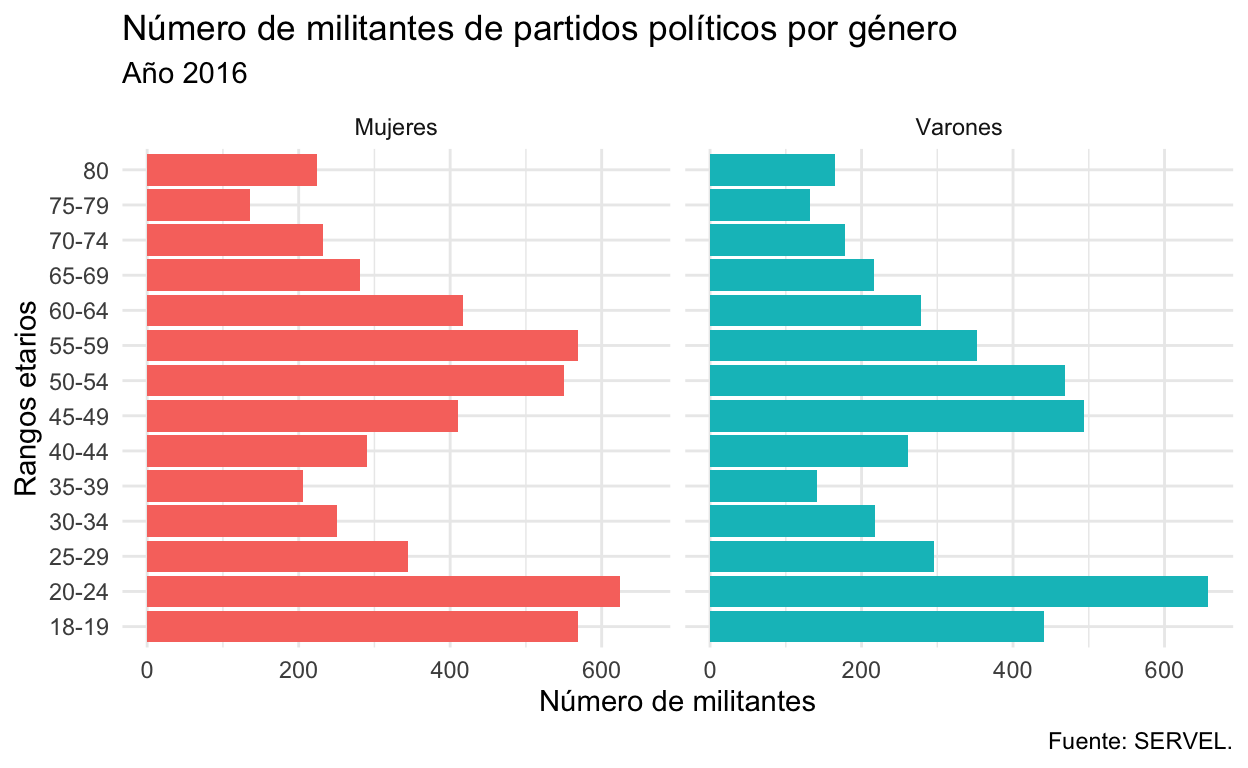 Número de militantes de partidos políticos por género
Año 2016
Mujeres
Varones
Rangos etarios
80
75-79
70-74
65-69
60-64
55-59
50-54
45-49
40-44
35-39
30-34
25-29
20-24
18-19
0 200 400 600
0 200 400 600
Número de militantes
Fuente: SERVEL.